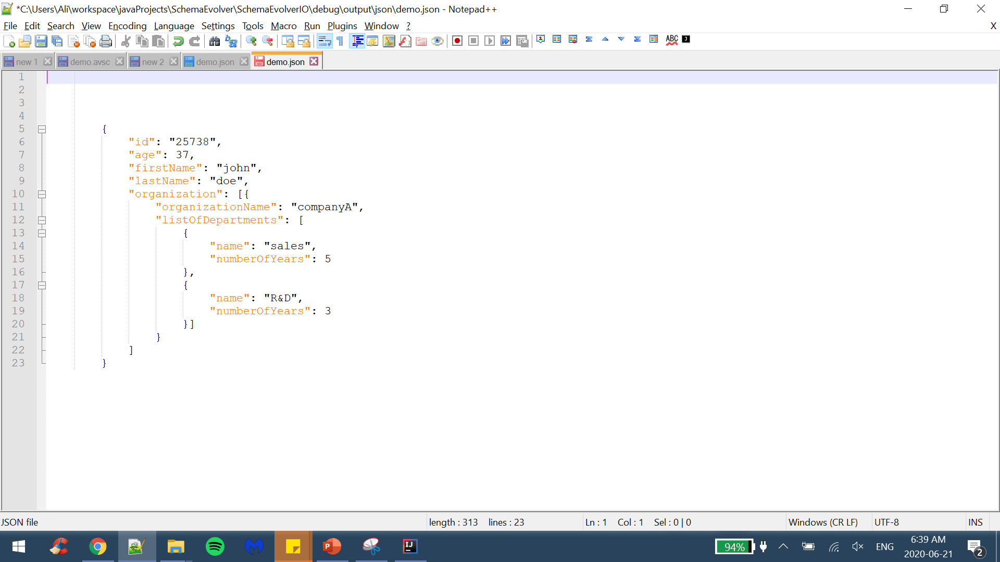 *C:\Users\Ali\workspace\javaProjects\SchemaEvolver\SchemaEvolverIO\debug\output\json\demo.json - Notepad++
File Edit Search View Encoding Language Settings Tools Macro Run Plugins Window ? X
ABC J
new 1 demo.avsc new 2 demo.json demo.json
1
2
3
4
5 {
6 "id": "25738",
7 "age": 37,
8 "firstName": "john",
9 "lastName": "doe",
10 "organization": [{
11 "organizationName": "companyA",
12 "listOfDepartments": [
13 {
14 "name": "sales",
15 "numberOfYears": 5
16 },
17 {
18 "name": "R&D",
19 "numberOfYears": 3
20 }]
21 }
22 ]
23 }
JSON file length : 313 lines : 23 Ln : 1 Col : 1 Sel : 0 | 0 Windows (CR LF) UTF-8 INS
P IJ 94% ENG 6:39 AM
2020-06-21 2